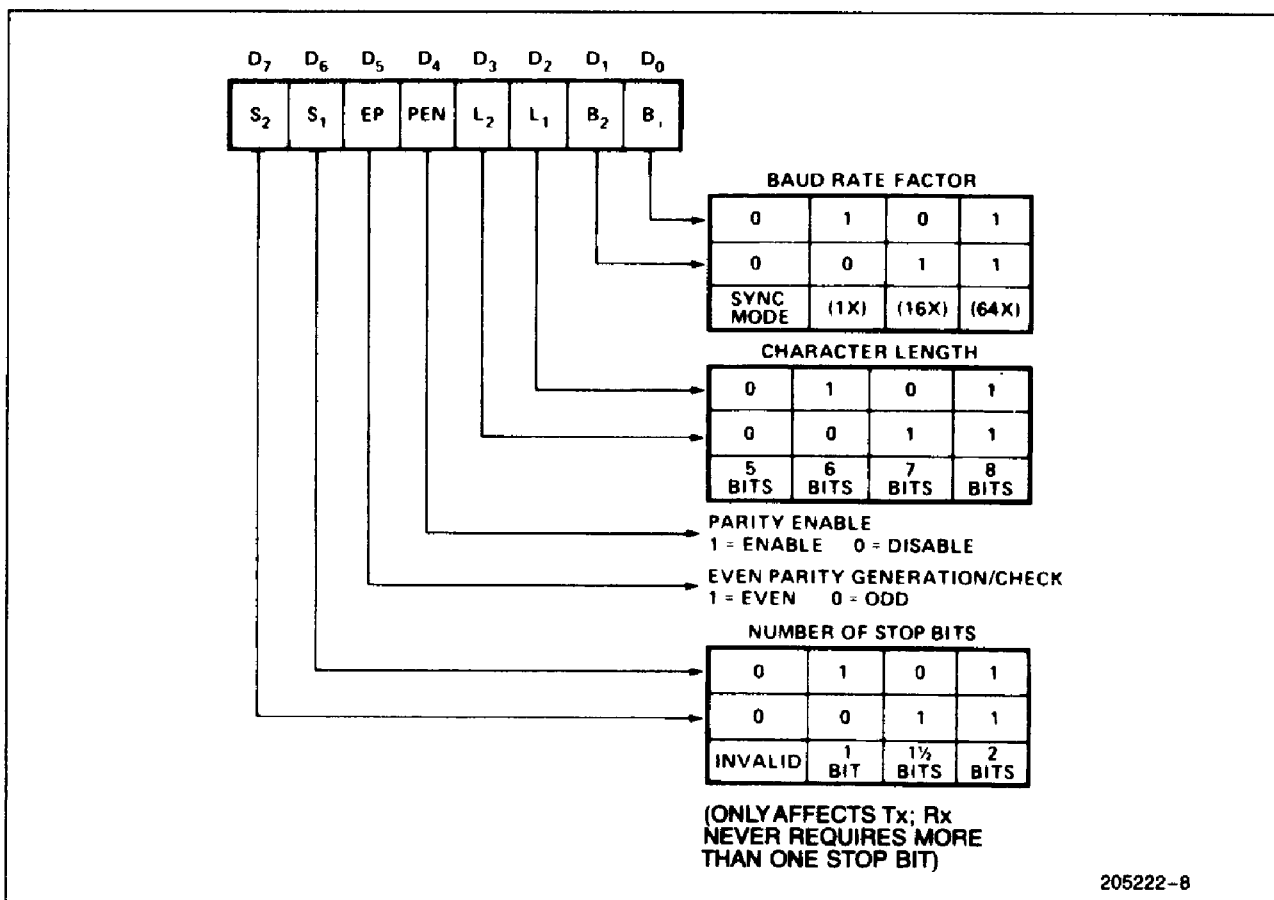 D7 D6 D5 D4 D3 D2 D1 D0
S2 S1 EP PEN L2 L1 B2 B1
BAUD RATE FACTOR
0 1 0 1
0 0 1 1
SYNC MODE (1X) (16X) (64X)
CHARACTER LENGTH
0 1 0 1
0 0 1 1
5 BITS 6 BITS 7 BITS 8 BITS
PARITY ENABLE
1 = ENABLE 0 = DISABLE
EVEN PARITY GENERATION/CHECK
1 = EVEN 0 = ODD
NUMBER OF STOP BITS
0 1 0 1
0 0 1 1
INVALID 1 BIT 1½ BITS 2 BITS
(ONLY AFFECTS Tx; Rx
NEVER REQUIRES MORE
THAN ONE STOP BIT)
205222-8